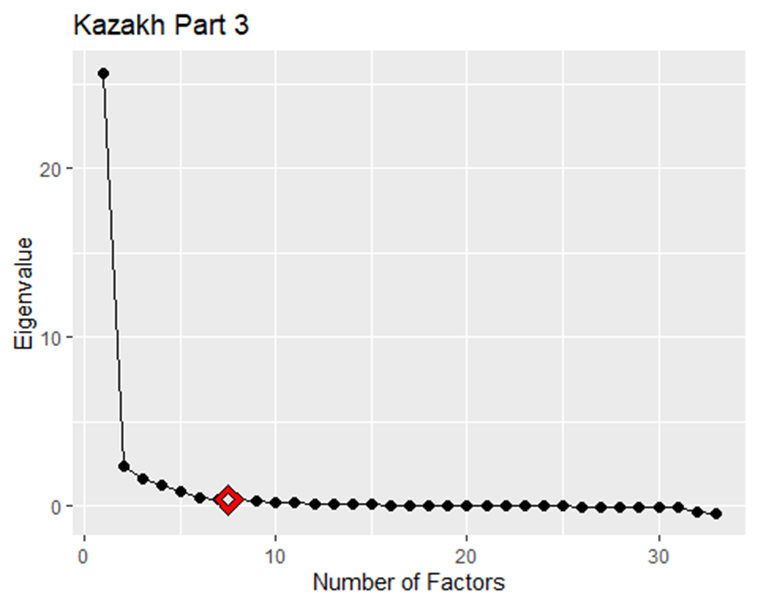 Kazakh Part 3
20
10
0
Eigenvalue
0 10 20 30
Number of Factors